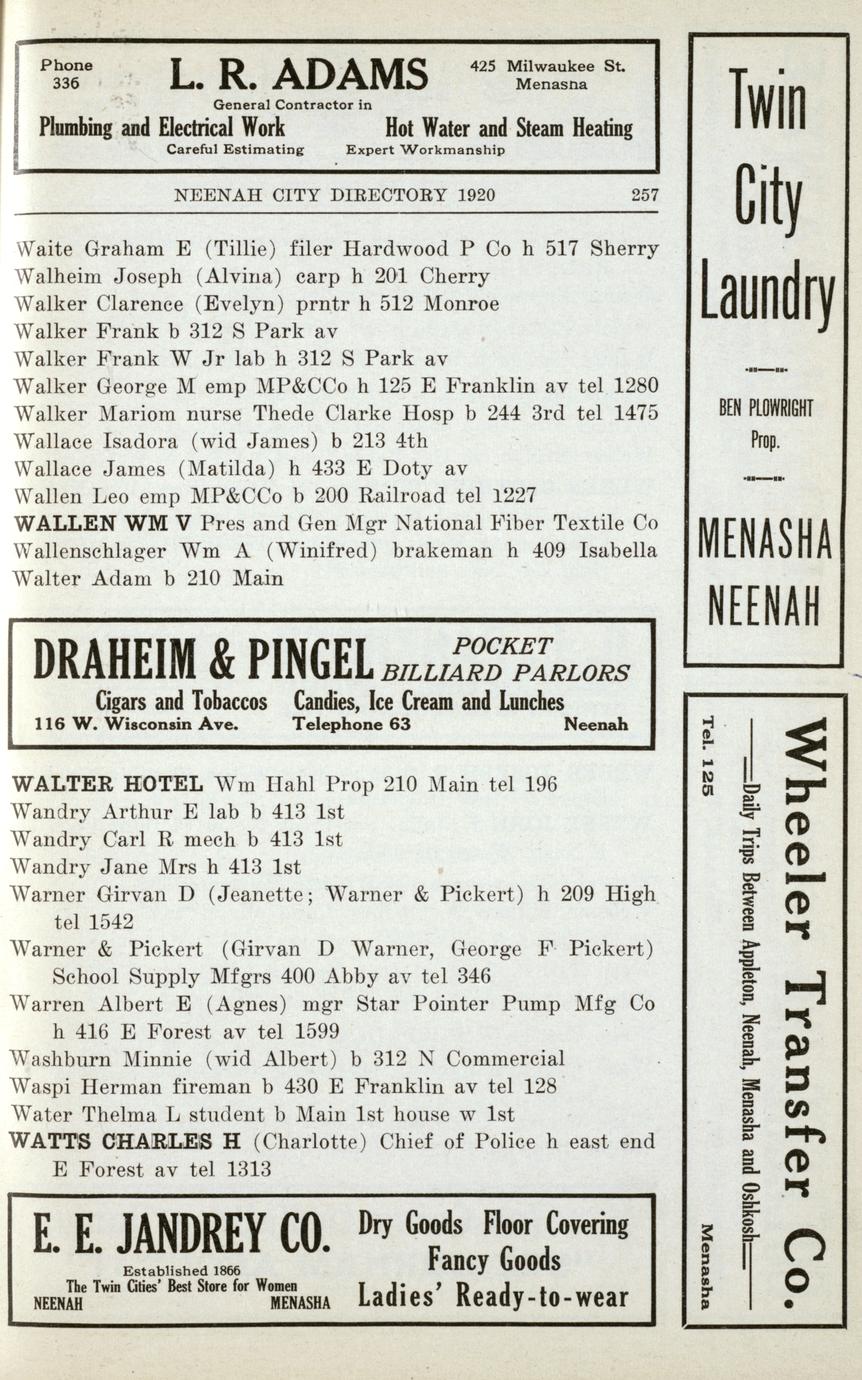 Phone
336
L. R. ADAMS
425 Milwaukee St.
Menasna
General Contractor in
Plumbing and Electrical Work Hot Water and Steam Heating
Careful Estimating Expert Workmanship
NEENAH CITY DIRECTORY 1920 257
Waite Graham E (Tillie) filer Hardwood P Co h 517 Sherry
Walheim Joseph (Alvina) carp h 201 Cherry
Walker Clarence (Evelyn) prntr h 512 Monroe
Walker Frank b 312 S Park av
Walker Frank W Jr lab h 312 S Park av
Walker George M emp MP&CCo h 125 E Franklin av tel 1280
Walker Mariom nurse Thede Clarke Hosp b 244 3rd tel 1475
Wallace Isadora (wid James) b 213 4th
Wallace James (Matilda) h 433 E Doty av
Wallen Leo emp MP&CCo b 200 Railroad tel 1227
WALLEN WM V Pres and Gen Mgr National Fiber Textile Co
Wallenschlager Wm A (Winifred) brakeman h 409 Isabella
Walter Adam b 210 Main
DRAHEIM & PINGEL POCKET
BILLIARD PARLORS
Cigars and Tobaccos Candies, Ice Cream and Lunches
116 W. Wisconsin Ave. Telephone 63 Neenah
WALTER HOTEL Wm Hahl Prop 210 Main tel 196
Wandry Arthur E lab b 413 1st
Wandry Carl R mech b 413 1st
Wandry Jane Mrs h 413 1st
Warner Girvan D (Jeanette; Warner & Pickert) h 209 High
tel 1542
Warner & Pickert (Girvan D Warner, George F Pickert)
School Supply Mfgrs 400 Abby av tel 346
Warren Albert E (Agnes) mgr Star Pointer Pump Mfg Co
h 416 E Forest av tel 1599
Washburn Minnie (wid Albert) b 312 N Commercial
Waspi Herman fireman b 430 E Franklin av tel 128
Water Thelma L student b Main 1st house w 1st
WATTS CHARLES H (Charlotte) Chief of Police h east end
E Forest av tel 1313
E. E. JANDREY CO.
Established 1866
The Twin Cities' Best Store for Women
NEENAH MENASHA
Dry Goods Floor Covering
Fancy Goods
Ladies' Ready-to-wear
Twin
City
Laundry
BEN PLOWRIGHT
Prop.
MENASHA
NEENAH
Wheeler Transfer Co.
Daily Trips Between Appleton, Neenah, Menasha and Oshkosh
Tel. 125 Menasha